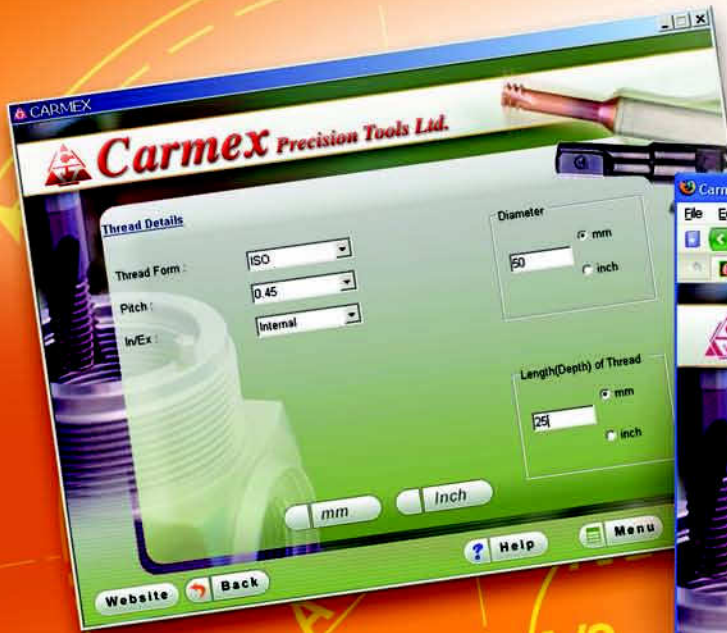 CARMEX
Carmex Precision Tools Ltd.
Thread Details
Thread Form : ISO
Pitch : 0.45
In/Ex : Internal
Diameter
50
mm
inch
Length(Depth) of Thread
25
mm
inch
mm
Inch
? Help
Menu
Website
Back
Carm
File